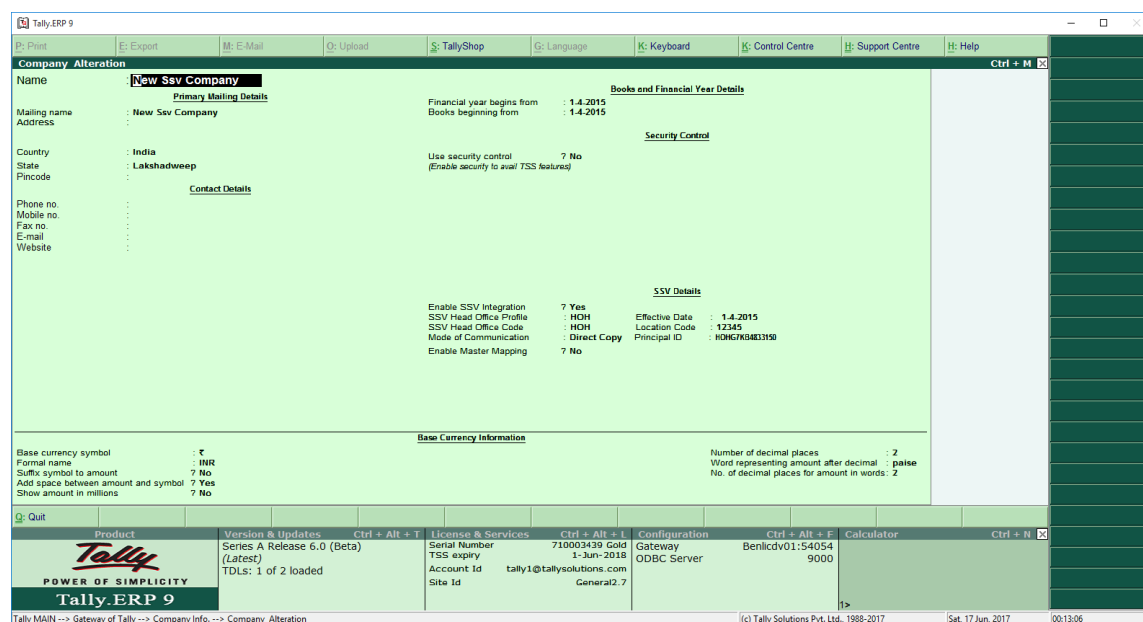 Tally.ERP 9
P: Print E: Export M: E-Mail O: Upload S: TallyShop G: Language K: Keyboard K: Control Centre H: Support Centre H: Help
Company Alteration Ctrl + M
Name : New Ssv Company
Primary Mailing Details
Mailing name : New Ssv Company
Address :
Country : India
State : Lakshadweep
Pincode :
Contact Details
Phone no. :
Mobile no. :
Fax no. :
E-mail :
Website :
Books and Financial Year Details
Financial year begins from : 1-4-2015
Books beginning from : 1-4-2015
Security Control
Use security control ? No
(Enable security to avail TSS features)
SSV Details
Enable SSV Integration ? Yes
SSV Head Office Profile : HOH Effective Date : 1-4-2015
SSV Head Office Code : HOH Location Code : 12345
Mode of Communication : Direct Copy Principal ID : HOHG7KB4833150
Enable Master Mapping ? No
Base Currency Information
Base currency symbol : ₹
Formal name : INR
Suffix symbol to amount ? No
Add space between amount and symbol ? Yes
Show amount in millions ? No
Number of decimal places : 2
Word representing amount after decimal : paise
No. of decimal places for amount in words : 2
Q: Quit
Product
Tally
POWER OF SIMPLICITY
Tally.ERP 9
Version & Updates Ctrl + Alt + T
Series A Release 6.0 (Beta)
(Latest)
TDLs: 1 of 2 loaded
License & Services Ctrl + Alt + L
Serial Number 710003439 Gold
TSS expiry 1-Jun-2018
Account Id tally1@tallysolutions.com
Site Id General2.7
Configuration Ctrl + Alt + F
Gateway Benlicdv01:54054
ODBC Server 9000
Calculator Ctrl + N
1>
Tally MAIN --> Gateway of Tally --> Company Info. --> Company Alteration (c) Tally Solutions Pvt. Ltd., 1988-2017 Sat, 17 Jun, 2017 00:13:06